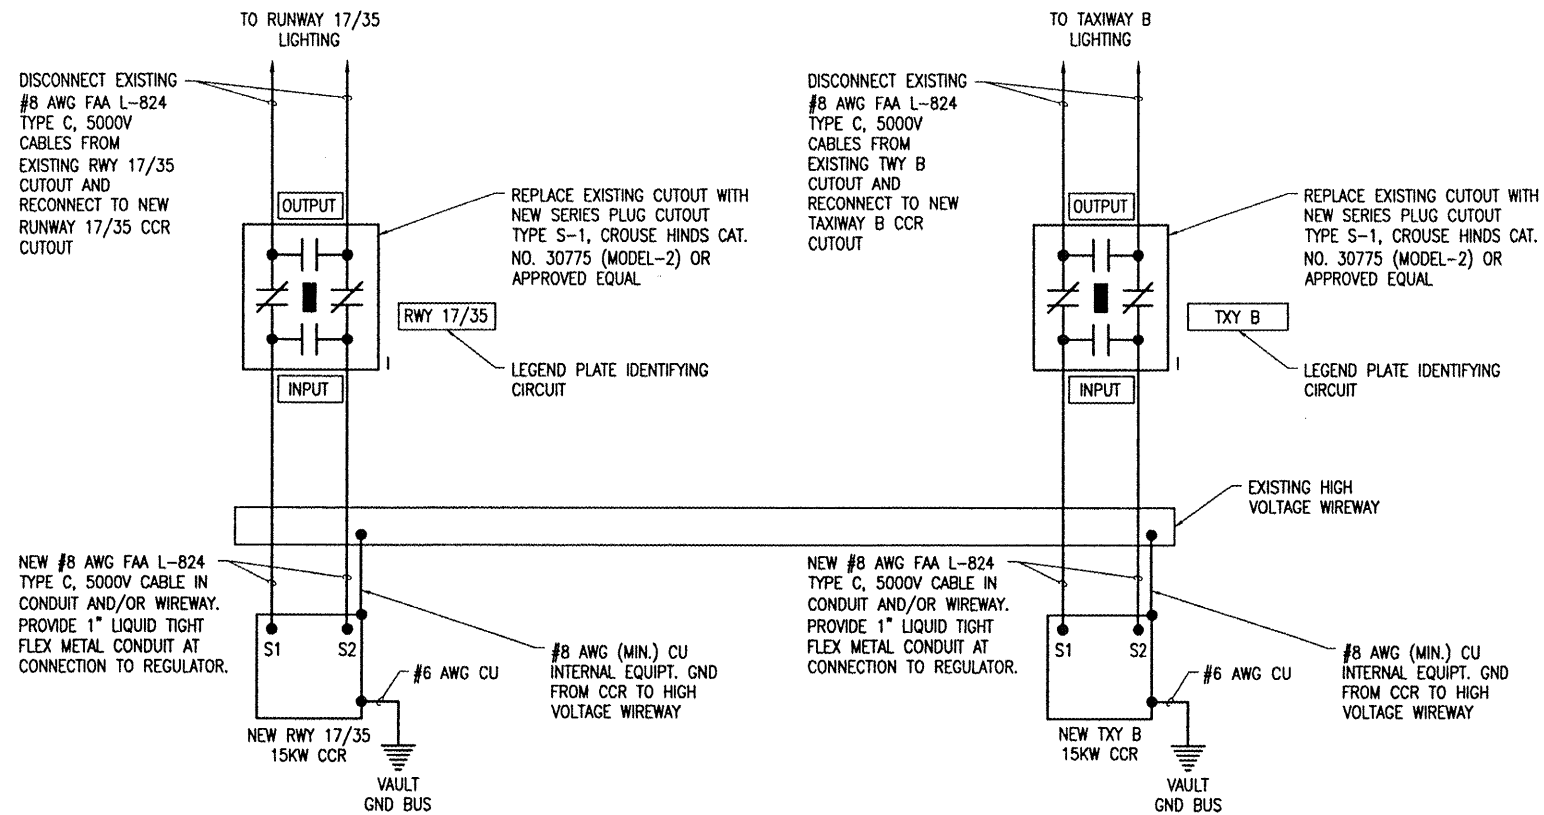 TO RUNWAY 17/35
LIGHTING
DISCONNECT EXISTING
#8 AWG FAA L-824
TYPE C, 5000V
CABLES FROM
EXISTING RWY 17/35
CUTOUT AND
RECONNECT TO NEW
RUNWAY 17/35 CCR
CUTOUT
OUTPUT
REPLACE EXISTING CUTOUT WITH
NEW SERIES PLUG CUTOUT
TYPE S-1, CROUSE HINDS CAT.
NO. 30775 (MODEL-2) OR
APPROVED EQUAL
RWY 17/35
LEGEND PLATE IDENTIFYING
CIRCUIT
INPUT
NEW #8 AWG FAA L-824
TYPE C, 5000V CABLE IN
CONDUIT AND/OR WIREWAY.
PROVIDE 1" LIQUID TIGHT
FLEX METAL CONDUIT AT
CONNECTION TO REGULATOR.
S1
S2
#8 AWG (MIN.) CU
INTERNAL EQUIPT. GND
FROM CCR TO HIGH
VOLTAGE WIREWAY
#6 AWG CU
NEW RWY 17/35
15KW CCR
VAULT
GND BUS
TO TAXIWAY B
LIGHTING
DISCONNECT EXISTING
#8 AWG FAA L-824
TYPE C, 5000V
CABLES FROM
EXISTING TWY B
CUTOUT AND
RECONNECT TO NEW
TAXIWAY B CCR
CUTOUT
OUTPUT
REPLACE EXISTING CUTOUT WITH
NEW SERIES PLUG CUTOUT
TYPE S-1, CROUSE HINDS CAT.
NO. 30775 (MODEL-2) OR
APPROVED EQUAL
TXY B
LEGEND PLATE IDENTIFYING
CIRCUIT
INPUT
EXISTING HIGH
VOLTAGE WIREWAY
NEW #8 AWG FAA L-824
TYPE C, 5000V CABLE IN
CONDUIT AND/OR WIREWAY.
PROVIDE 1" LIQUID TIGHT
FLEX METAL CONDUIT AT
CONNECTION TO REGULATOR.
S1
S2
#8 AWG (MIN.) CU
INTERNAL EQUIPT. GND
FROM CCR TO HIGH
VOLTAGE WIREWAY
#6 AWG CU
NEW TXY B
15KW CCR
VAULT
GND BUS